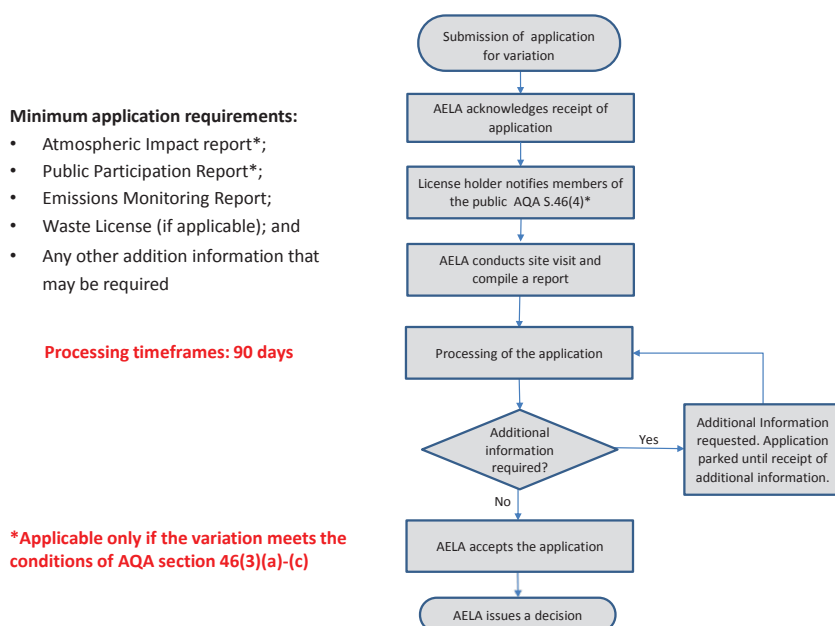 Minimum application requirements:
• Atmospheric Impact report*;
• Public Participation Report*;
• Emissions Monitoring Report;
• Waste License (if applicable); and
• Any other addition information that
may be required
Processing timeframes: 90 days
*Applicable only if the variation meets the
conditions of AQA section 46(3)(a)-(c)
Submission of application
for variation
AELA acknowledges receipt of
application
License holder notifies members of
the public AQA S.46(4)*
AELA conducts site visit and
compile a report
Processing of the application
Additional
information
required?
Yes
Additional Information
requested. Application
parked until receipt of
additional information.
No
AELA accepts the application
AELA issues a decision